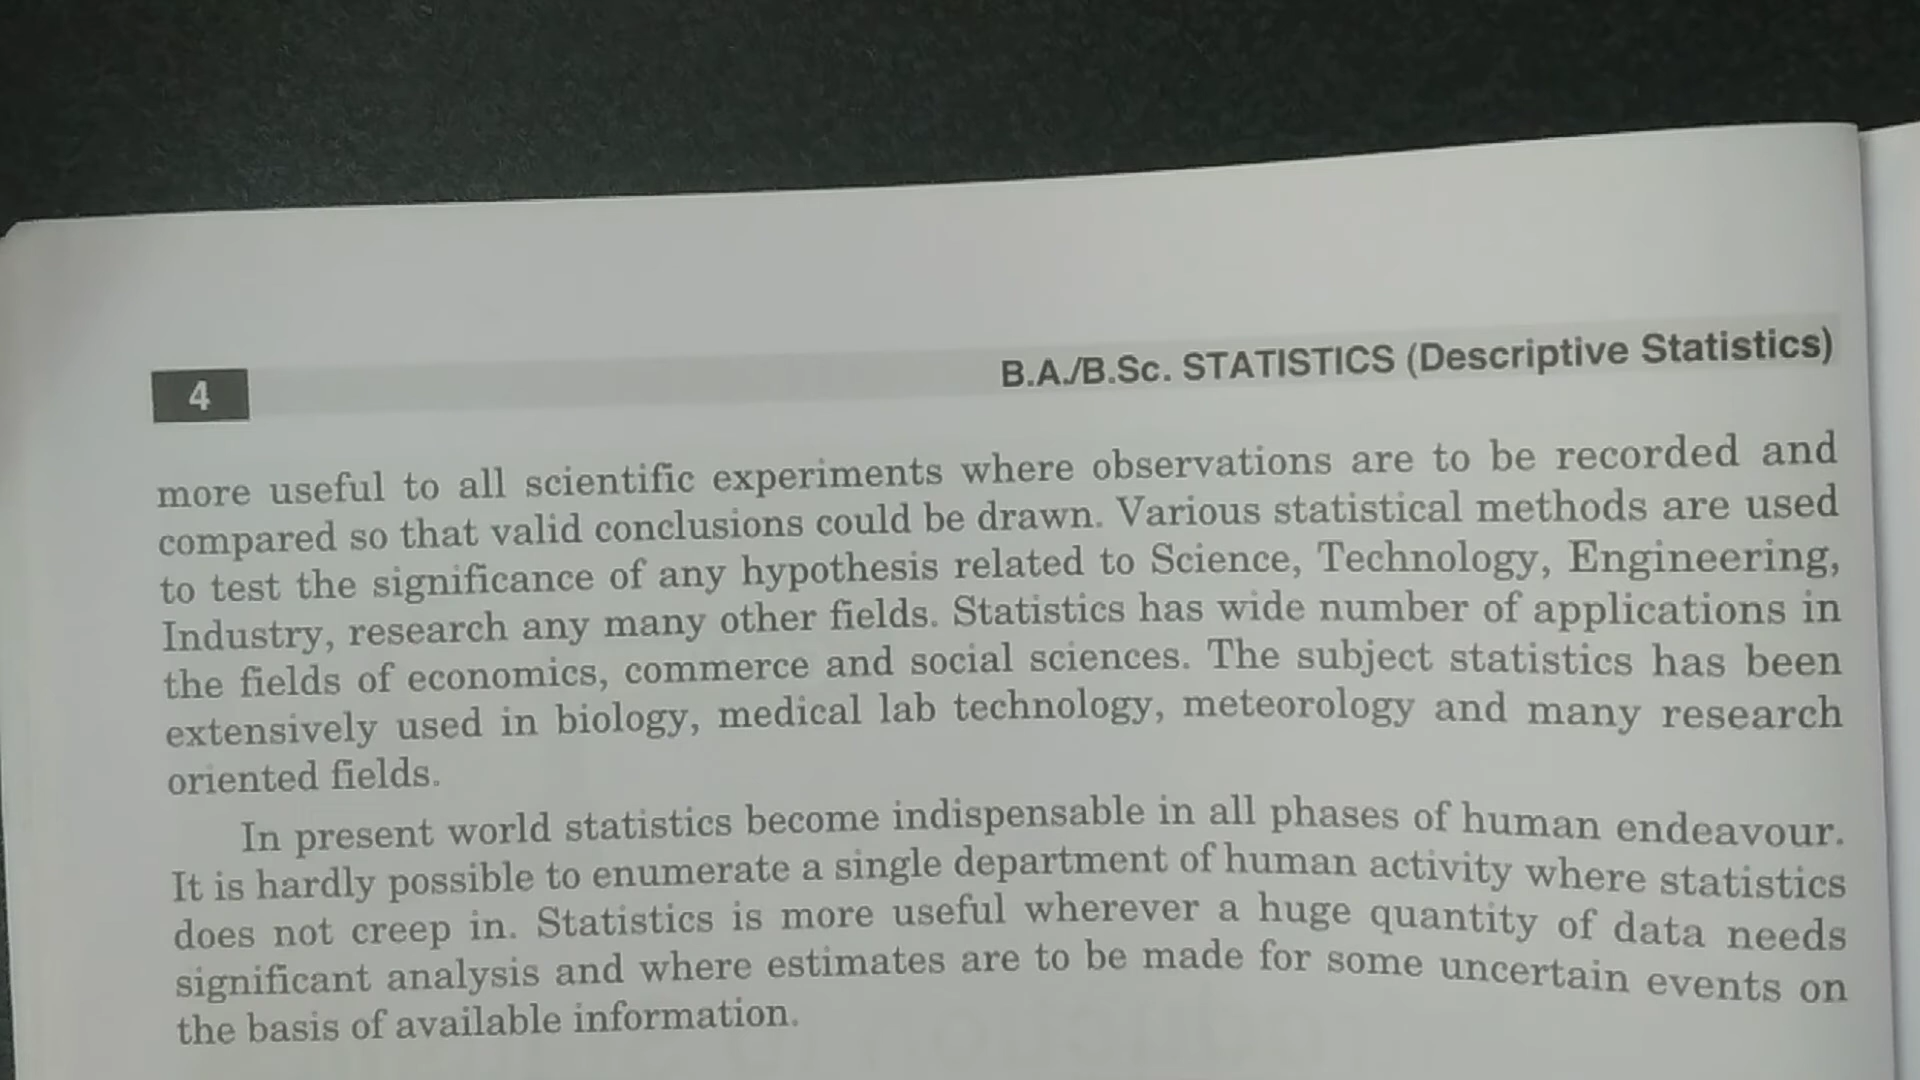 4
B.A./B.Sc. STATISTICS (Descriptive Statistics)
more useful to all scientific experiments where observations are to be recorded and
compared so that valid conclusions could be drawn. Various statistical methods are used
to test the significance of any hypothesis related to Science, Technology, Engineering,
Industry, research any many other fields. Statistics has wide number of applications in
the fields of economics, commerce and social sciences. The subject statistics has been
extensively used in biology, medical lab technology, meteorology and many research
oriented fields.
In present world statistics become indispensable in all phases of human endeavour.
It is hardly possible to enumerate a single department of human activity where statistics
does not creep in. Statistics is more useful wherever a huge quantity of data needs
significant analysis and where estimates are to be made for some uncertain events on
the basis of available information.